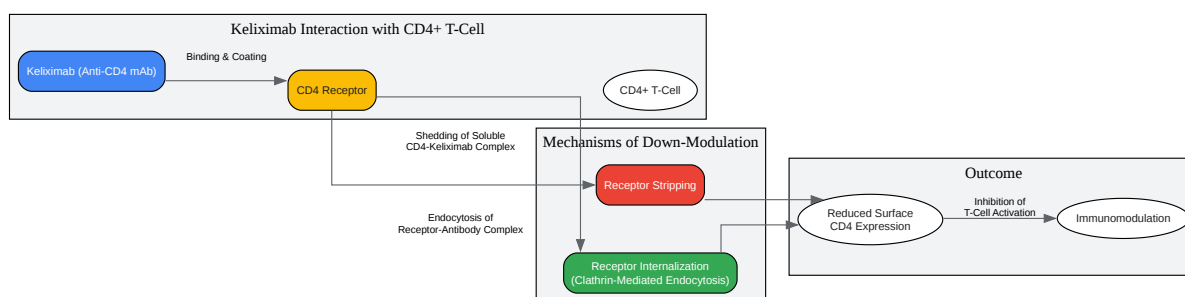 Keliximab Interaction with CD4+ T-Cell
Binding & Coating
Keliximab (Anti-CD4 mAb)
CD4 Receptor
CD4+ T-Cell
Shedding of Soluble
CD4-Keliximab Complex
Mechanisms of Down-Modulation
Receptor Stripping
Endocytosis of
Receptor-Antibody Complex
Receptor Internalization
(Clathrin-Mediated Endocytosis)
Outcome
Reduced Surface
CD4 Expression
Inhibition of
T-Cell Activation
Immunomodulation